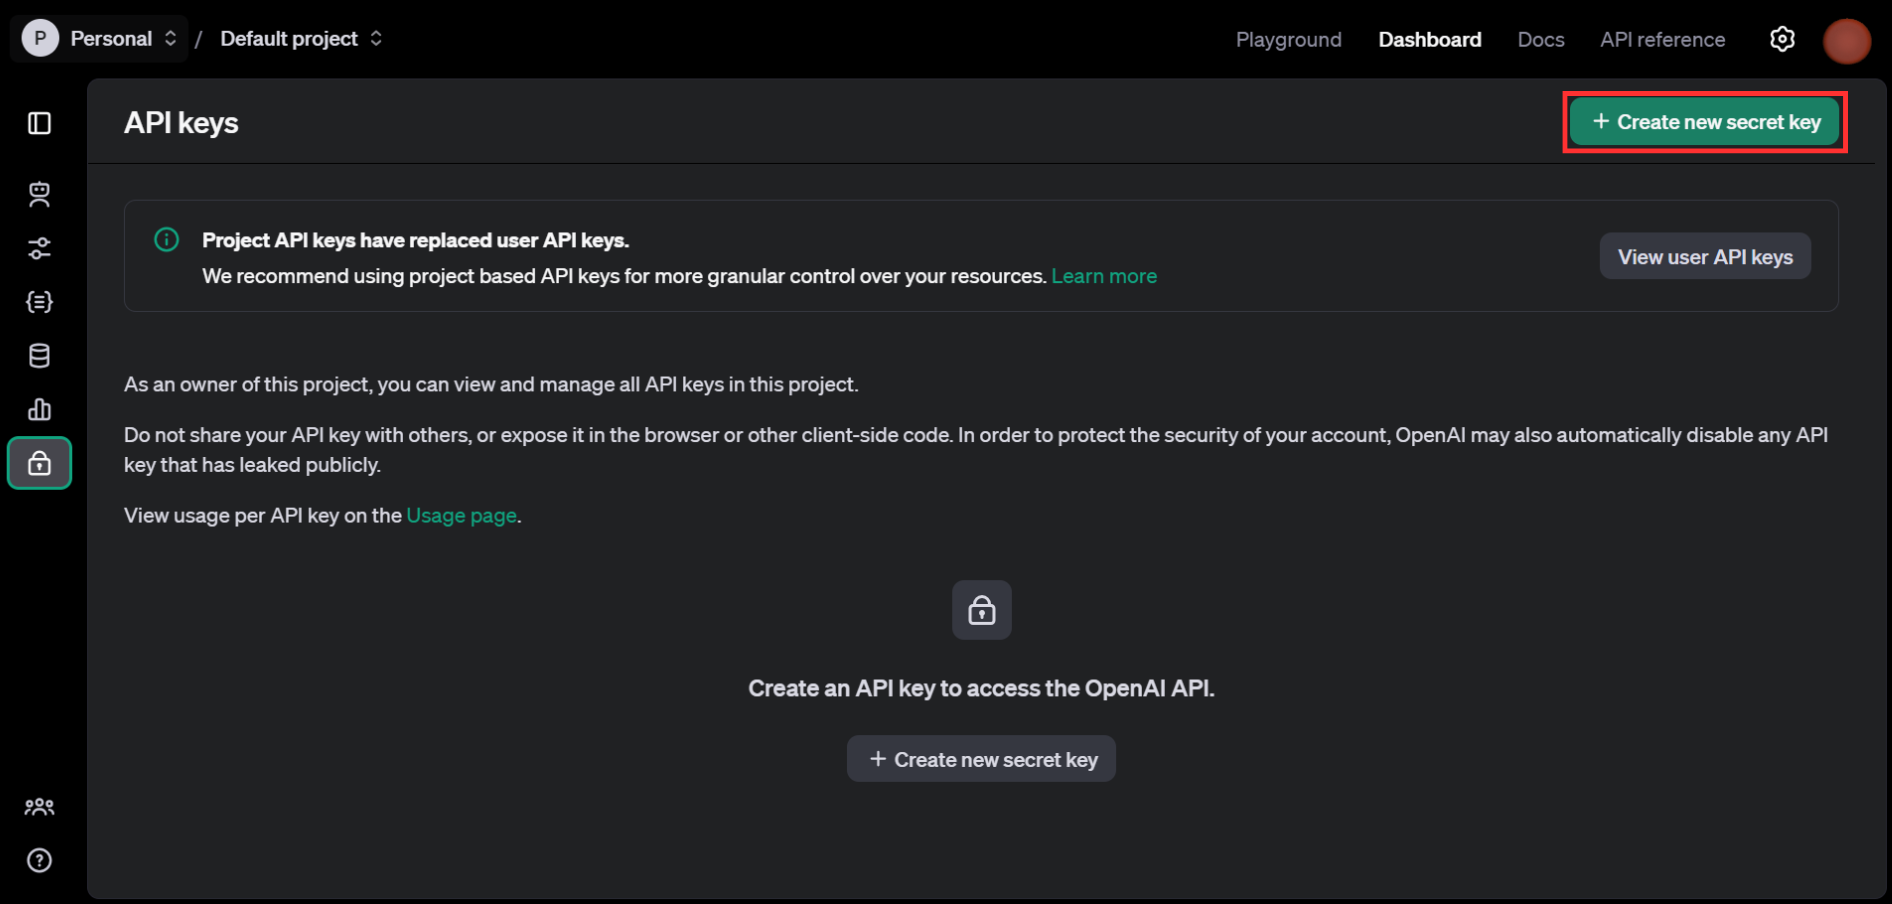 P Personal / Default project
Playground Dashboard Docs API reference
API keys
+ Create new secret key
Project API keys have replaced user API keys.
We recommend using project based API keys for more granular control over your resources. Learn more
View user API keys
As an owner of this project, you can view and manage all API keys in this project.
Do not share your API key with others, or expose it in the browser or other client-side code. In order to protect the security of your account, OpenAI may also automatically disable any API
key that has leaked publicly.
View usage per API key on the Usage page.
Create an API key to access the OpenAI API.
+ Create new secret key